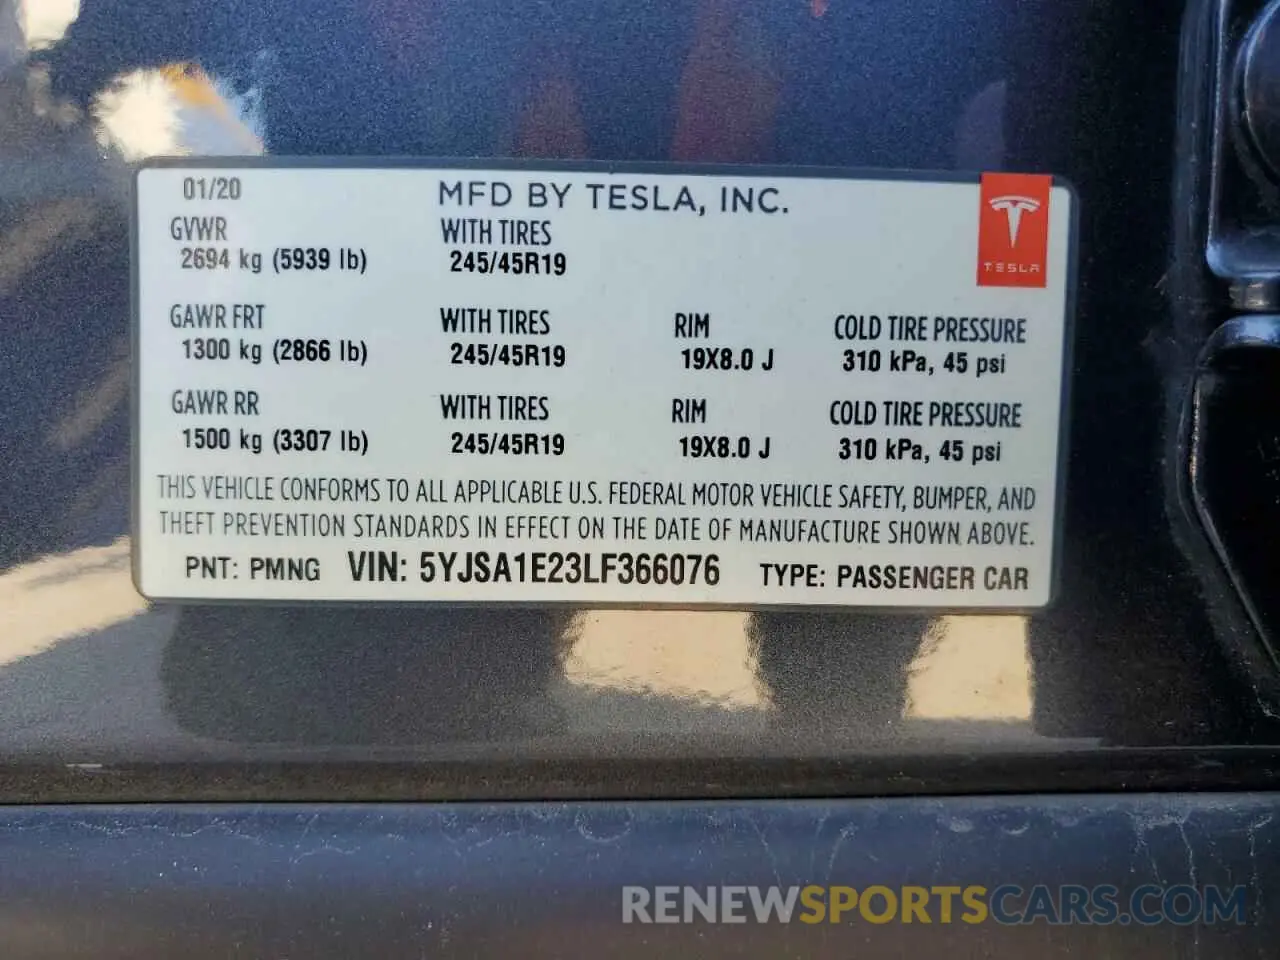 01/20 MFD BY TESLA, INC.
TESLA
GVWR WITH TIRES
2694 kg (5939 lb) 245/45R19
GAWR FRT WITH TIRES RIM COLD TIRE PRESSURE
1300 kg (2866 lb) 245/45R19 19X8.0 J 310 kPa, 45 psi
GAWR RR WITH TIRES RIM COLD TIRE PRESSURE
1500 kg (3307 lb) 245/45R19 19X8.0 J 310 kPa, 45 psi
THIS VEHICLE CONFORMS TO ALL APPLICABLE U.S. FEDERAL MOTOR VEHICLE SAFETY, BUMPER, AND
THEFT PREVENTION STANDARDS IN EFFECT ON THE DATE OF MANUFACTURE SHOWN ABOVE.
PNT: PMNG VIN: 5YJSA1E23LF366076 TYPE: PASSENGER CAR
RENEWSPORTSCARS.COM